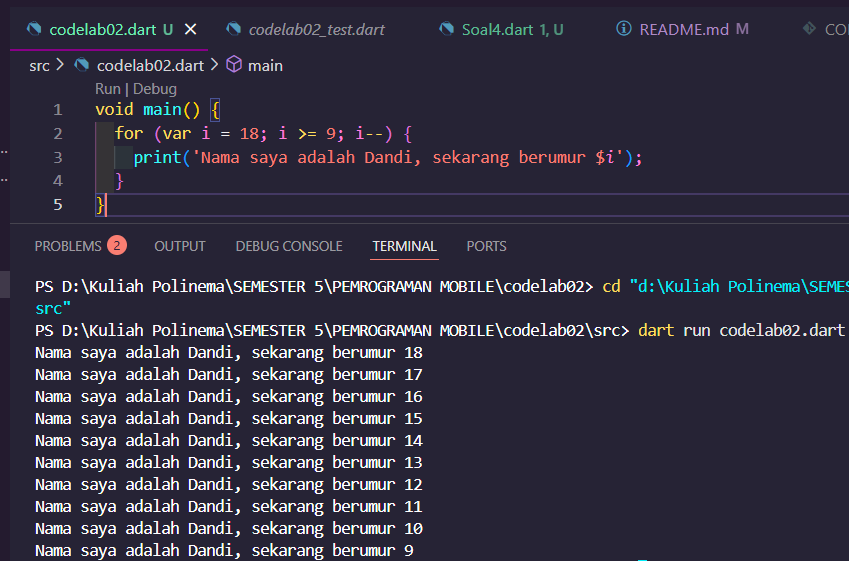 codelab02.dart U
codelab02_test.dart
Soal4.dart 1, U
README.md M
src > codelab02.dart > main
Run | Debug
1 void main() {
2 for (var i = 18; i >= 9; i--) {
3 print('Nama saya adalah Dandi, sekarang berumur $i');
4 }
5 }
PROBLEMS 2 OUTPUT DEBUG CONSOLE TERMINAL PORTS
PS D:\Kuliah Polinema\SEMESTER 5\PEMROGRAMAN MOBILE\codelab02> cd "d:\Kuliah Polinema\SEMES
src"
PS D:\Kuliah Polinema\SEMESTER 5\PEMROGRAMAN MOBILE\codelab02\src> dart run codelab02.dart
Nama saya adalah Dandi, sekarang berumur 18
Nama saya adalah Dandi, sekarang berumur 17
Nama saya adalah Dandi, sekarang berumur 16
Nama saya adalah Dandi, sekarang berumur 15
Nama saya adalah Dandi, sekarang berumur 14
Nama saya adalah Dandi, sekarang berumur 13
Nama saya adalah Dandi, sekarang berumur 12
Nama saya adalah Dandi, sekarang berumur 11
Nama saya adalah Dandi, sekarang berumur 10
Nama saya adalah Dandi, sekarang berumur 9